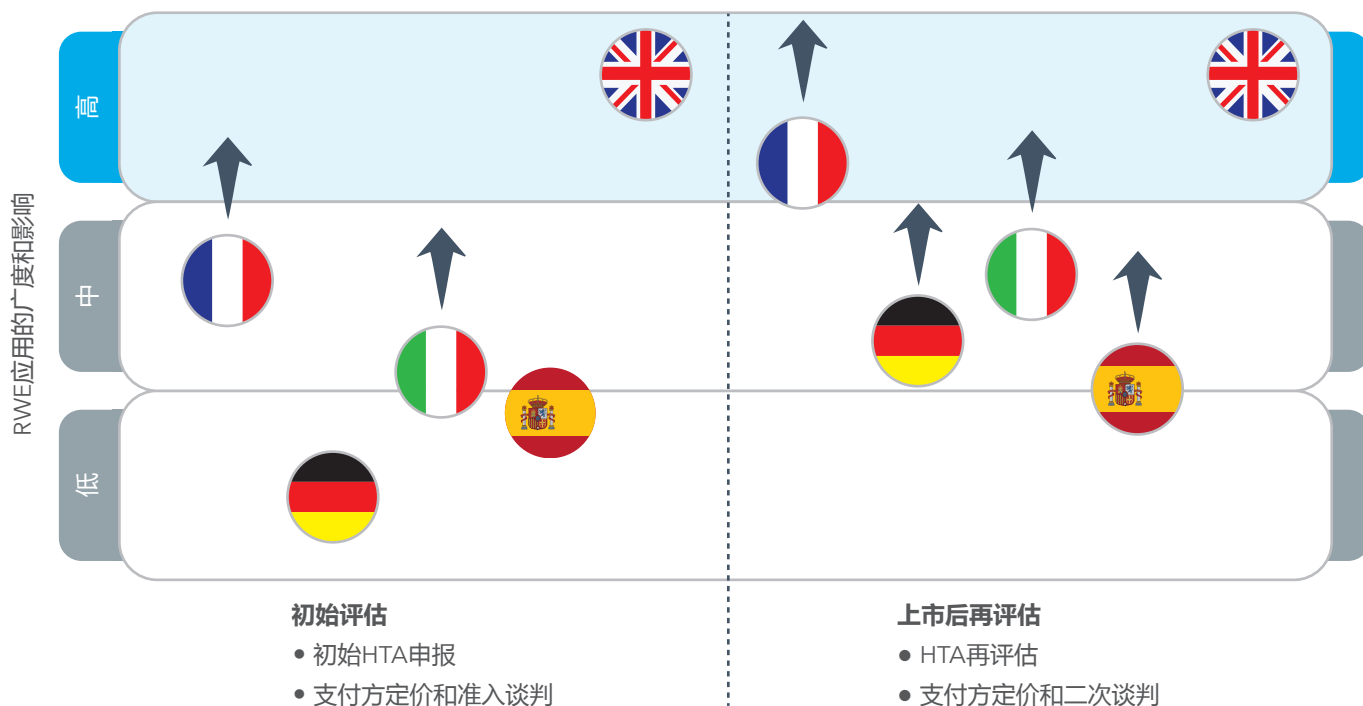 高
中
低
RWE应用的广度和影响
初始评估
• 初始HTA申报
• 支付方定价和准入谈判
上市后再评估
• HTA再评估
• 支付方定价和二次谈判